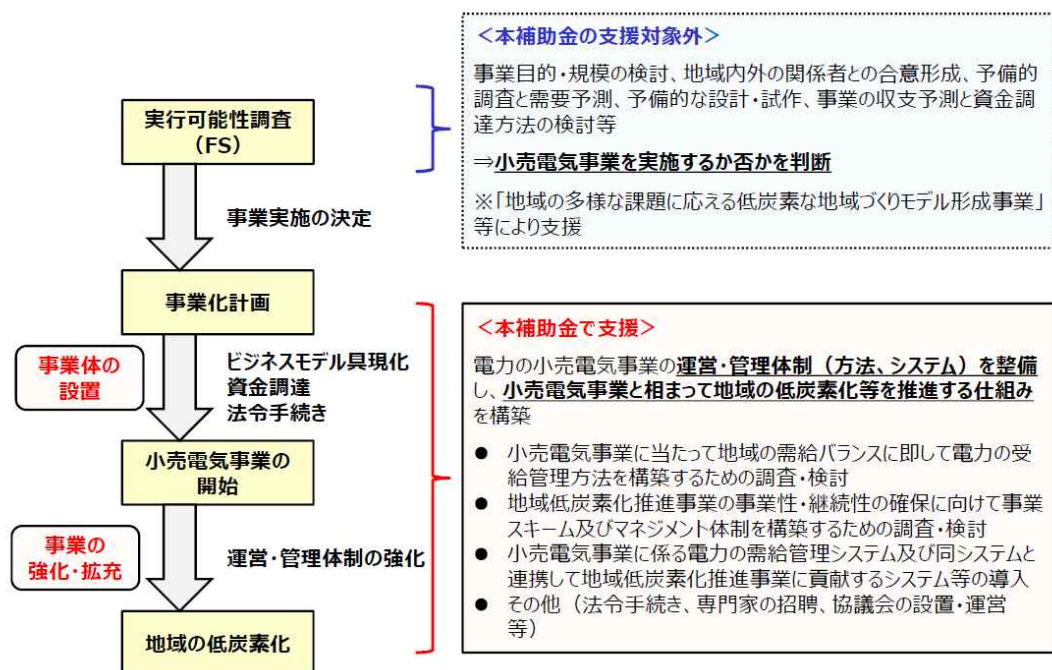 実行可能性調査
（FS）
事業実施の決定
事業化計画
事業体の
設置
ビジネスモデル具現化
資金調達
法令手続き
小売電気事業の
開始
事業の
強化・拡充
運営・管理体制の強化
地域の低炭素化
＜本補助金の支援対象外＞
事業目的・規模の検討、地域内外の関係者との合意形成、予備的
調査と需要予測、予備的な設計・試作、事業の収支予測と資金調
達方法の検討等
⇒小売電気事業を実施するか否かを判断
※「地域の多様な課題に応える低炭素な地域づくりモデル形成事業」
等により支援
＜本補助金で支援＞
電力の小売電気事業の運営・管理体制（方法、システム）を整備
し、小売電気事業と相まって地域の低炭素化等を推進する仕組み
を構築
● 小売電気事業に当たって地域の需給バランスに即して電力の受
給管理方法を構築するための調査・検討
● 地域低炭素化推進事業の事業性・継続性の確保に向けて事業
スキーム及びマネジメント体制を構築するための調査・検討
● 小売電気事業に係る電力の需給管理システム及び同システムと
連携して地域低炭素化推進事業に貢献するシステム等の導入
● その他（法令手続き、専門家の招聘、協議会の設置・運営
等）